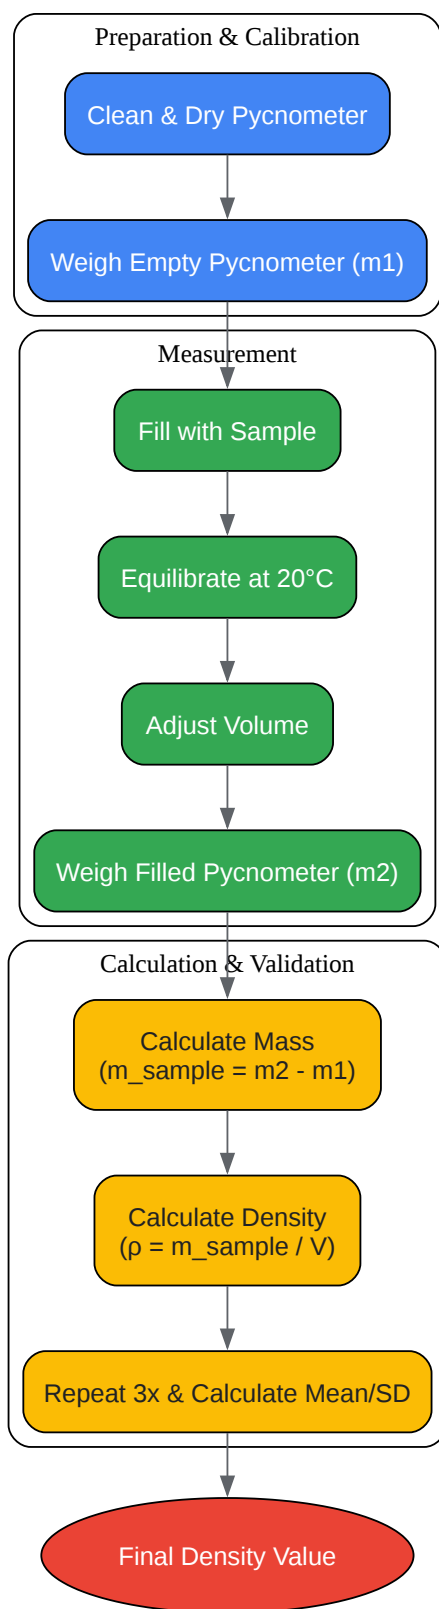 Preparation & Calibration
Clean & Dry Pycnometer
Weigh Empty Pycnometer (m1)
Measurement
Fill with Sample
Equilibrate at 20°C
Adjust Volume
Weigh Filled Pycnometer (m2)
Calculation & Validation
Calculate Mass
(m_sample = m2 - m1)
Calculate Density
(ρ = m_sample / V)
Repeat 3x & Calculate Mean/SD
Final Density Value